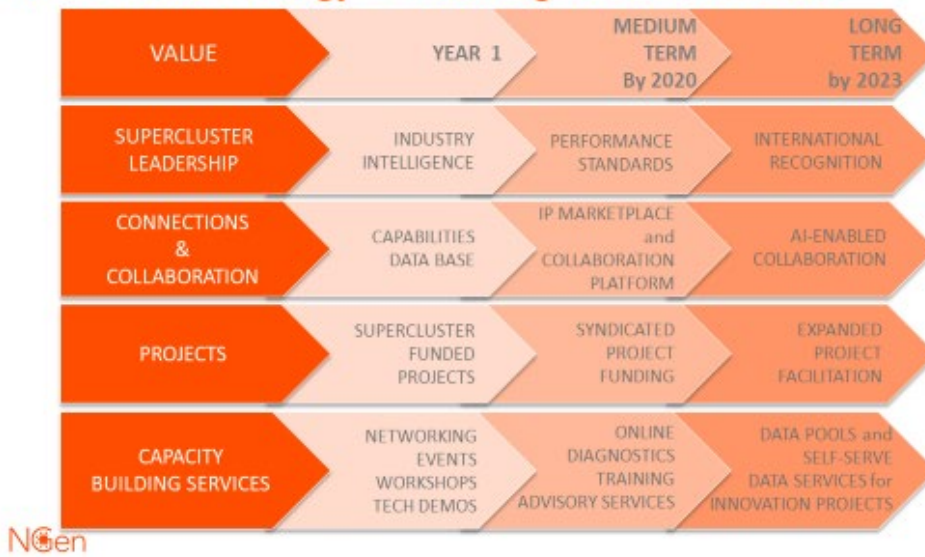 VALUE
YEAR 1
MEDIUM
TERM
By 2020
LONG
TERM
by 2023
SUPERCLUSTER
LEADERSHIP
INDUSTRY
INTELLIGENCE
PERFORMANCE
STANDARDS
INTERNATIONAL
RECOGNITION
CONNECTIONS
&
COLLABORATION
CAPABILITIES
DATA BASE
IP MARKETPLACE
and
COLLABORATION
PLATFORM
AI-ENABLED
COLLABORATION
PROJECTS
SUPERCLUSTER
FUNDED
PROJECTS
SYNDICATED
PROJECT
FUNDING
EXPANDED
PROJECT
FACILITATION
CAPACITY
BUILDING SERVICES
NETWORKING
EVENTS
WORKSHOPS
TECH DEMOS
ONLINE
DIAGNOSTICS
TRAINING
ADVISORY SERVICES
DATA POOLS and
SELF-SERVE
DATA SERVICES for
INNOVATION PROJECTS
NGen